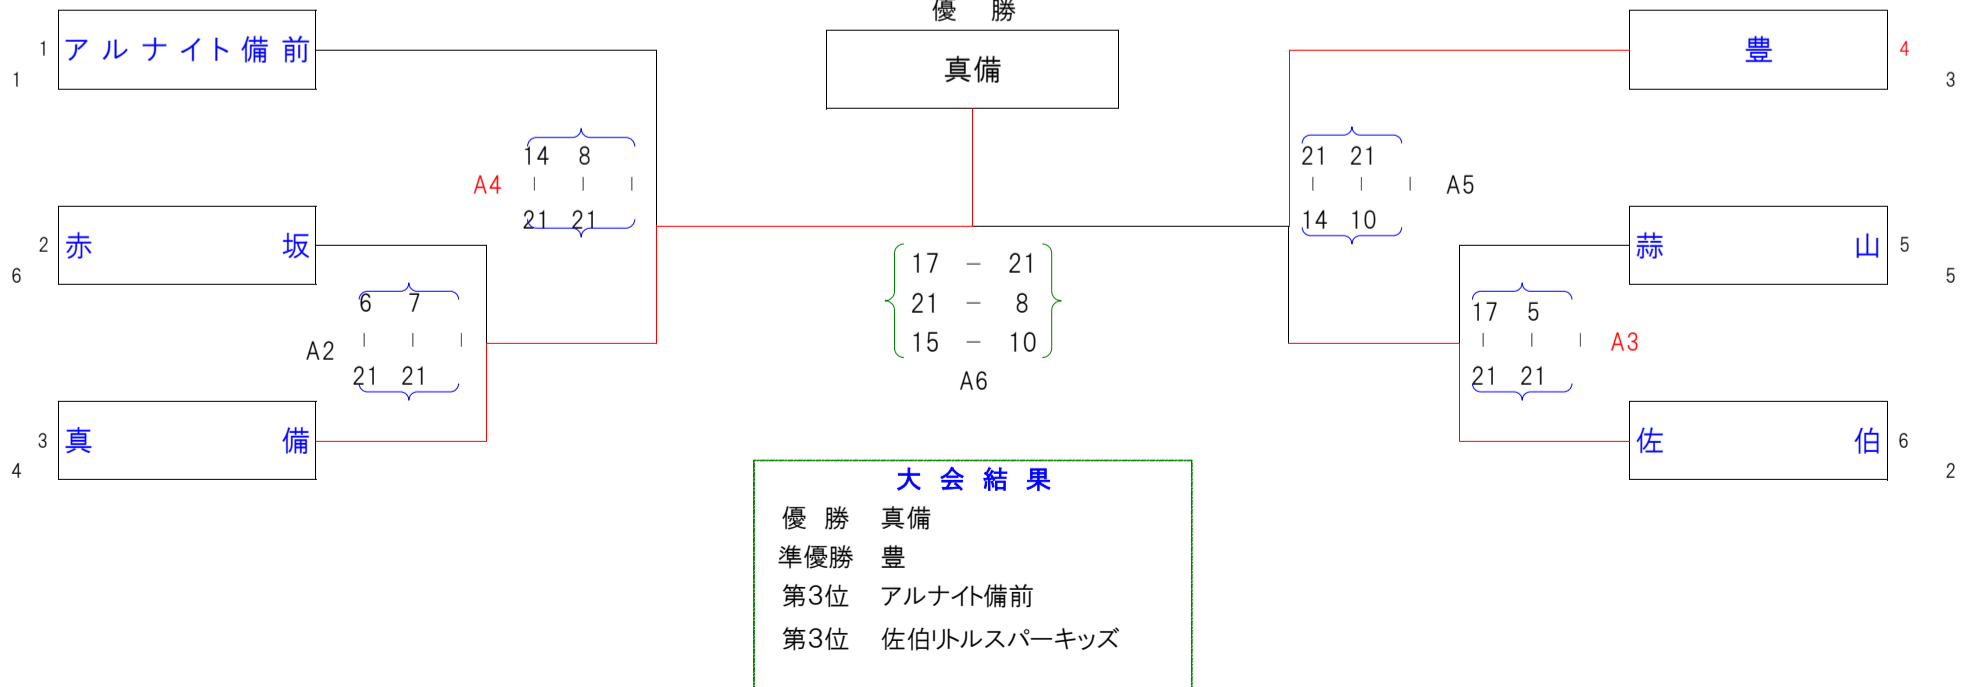 優 勝
1 アルナイト備前
1
真備
豊 4
3
14 8
A4 | | |
21 21
21 21
| | | A5
14 10
2 赤 坂
6
蒜 山 5
5
6 7
A2 | | |
21 21
17 － 21
21 － 8
15 － 10
A6
17 5
| | | A3
21 21
3 真 備
4
佐 伯 6
2
大 会 結 果
優 勝 真備
準優勝 豊
第3位 アルナイト備前
第3位 佐伯リトルスパーキッズ